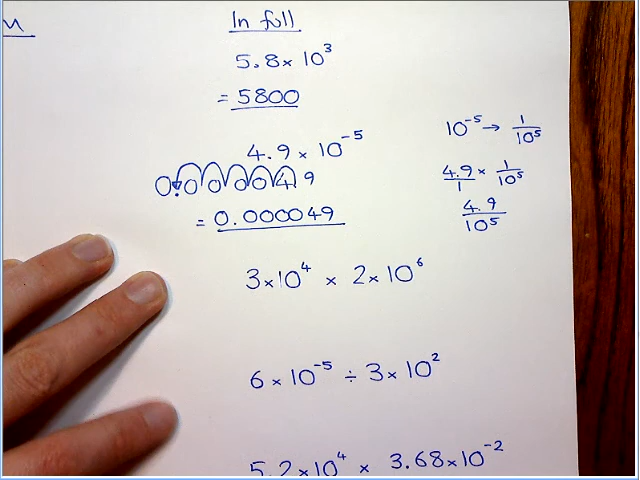 In full
5.8 × 10³
= 5800
4.9 × 10⁻⁵
0.00004.9
= 0.000049
10⁻⁵ → 1/10⁵
4.9/1 × 1/10⁵
4.9/10⁵
3×10⁴ × 2×10⁶
6×10⁻⁵ ÷ 3×10²
5.2×10⁴ × 3.68×10⁻²